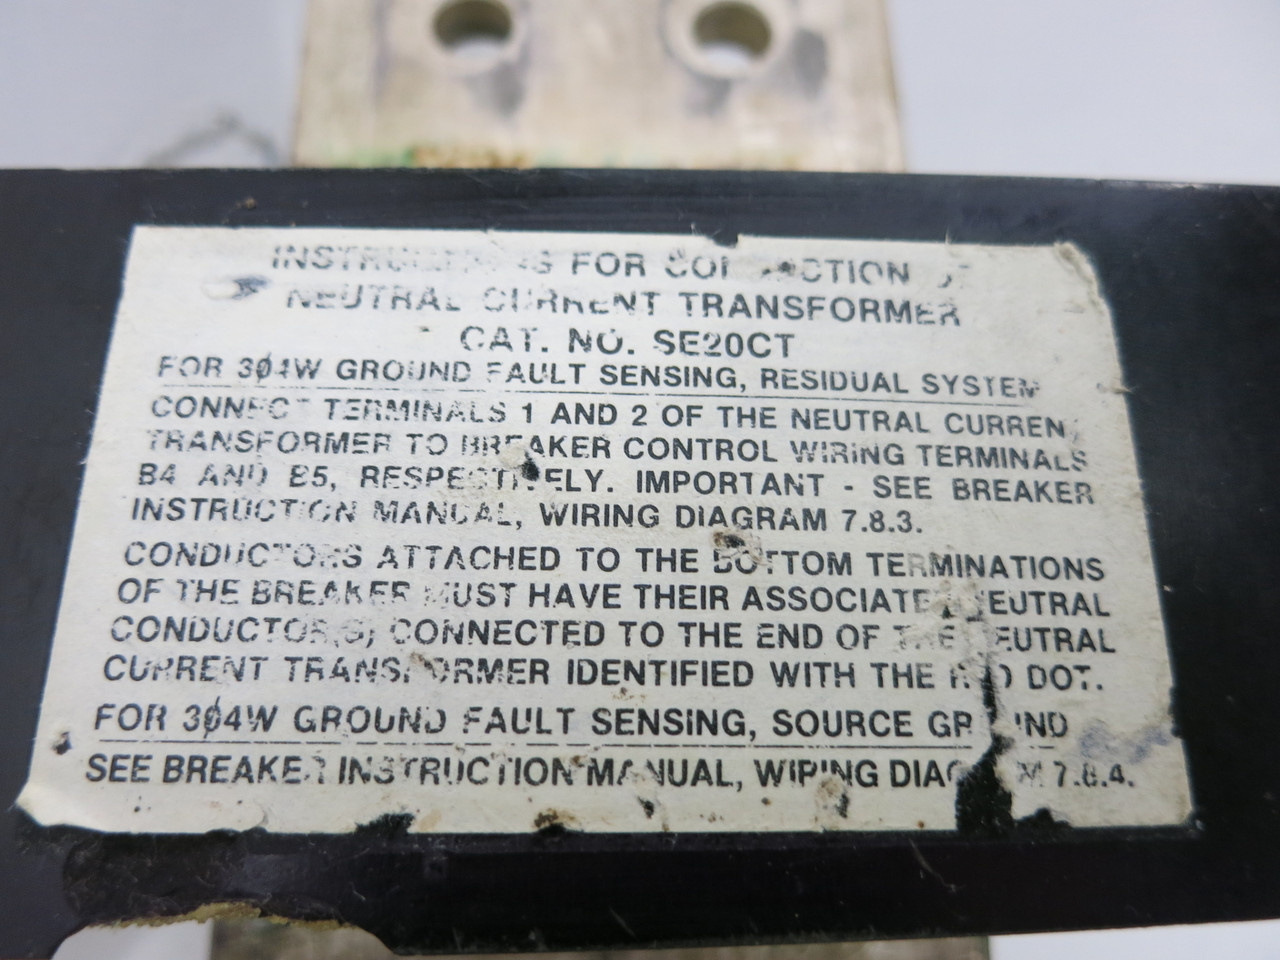 INSTRUCTIONS FOR CONNECTION OF
NEUTRAL CURRENT TRANSFORMER
CAT. NO. SE20CT
FOR 3ϕ4W GROUND FAULT SENSING, RESIDUAL SYSTEM
CONNECT TERMINALS 1 AND 2 OF THE NEUTRAL CURRENT
TRANSFORMER TO BREAKER CONTROL WIRING TERMINALS
B4 AND B5, RESPECTIVELY. IMPORTANT - SEE BREAKER
INSTRUCTION MANUAL, WIRING DIAGRAM 7.8.3.
CONDUCTORS ATTACHED TO THE BOTTOM TERMINATIONS
OF THE BREAKER MUST HAVE THEIR ASSOCIATED NEUTRAL
CONDUCTOR(S) CONNECTED TO THE END OF THE NEUTRAL
CURRENT TRANSFORMER IDENTIFIED WITH THE RED DOT.
FOR 3ϕ4W GROUND FAULT SENSING, SOURCE GROUND
SEE BREAKER INSTRUCTION MANUAL, WIRING DIAGRAM 7.8.4.